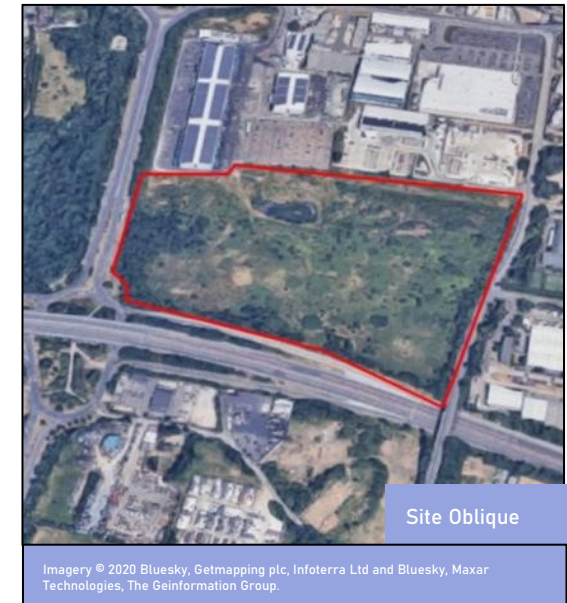 Site Oblique
Imagery © 2020 Bluesky, Getmapping plc, Infoterra Ltd and Bluesky, Maxar
Technologies, The Geinformation Group.